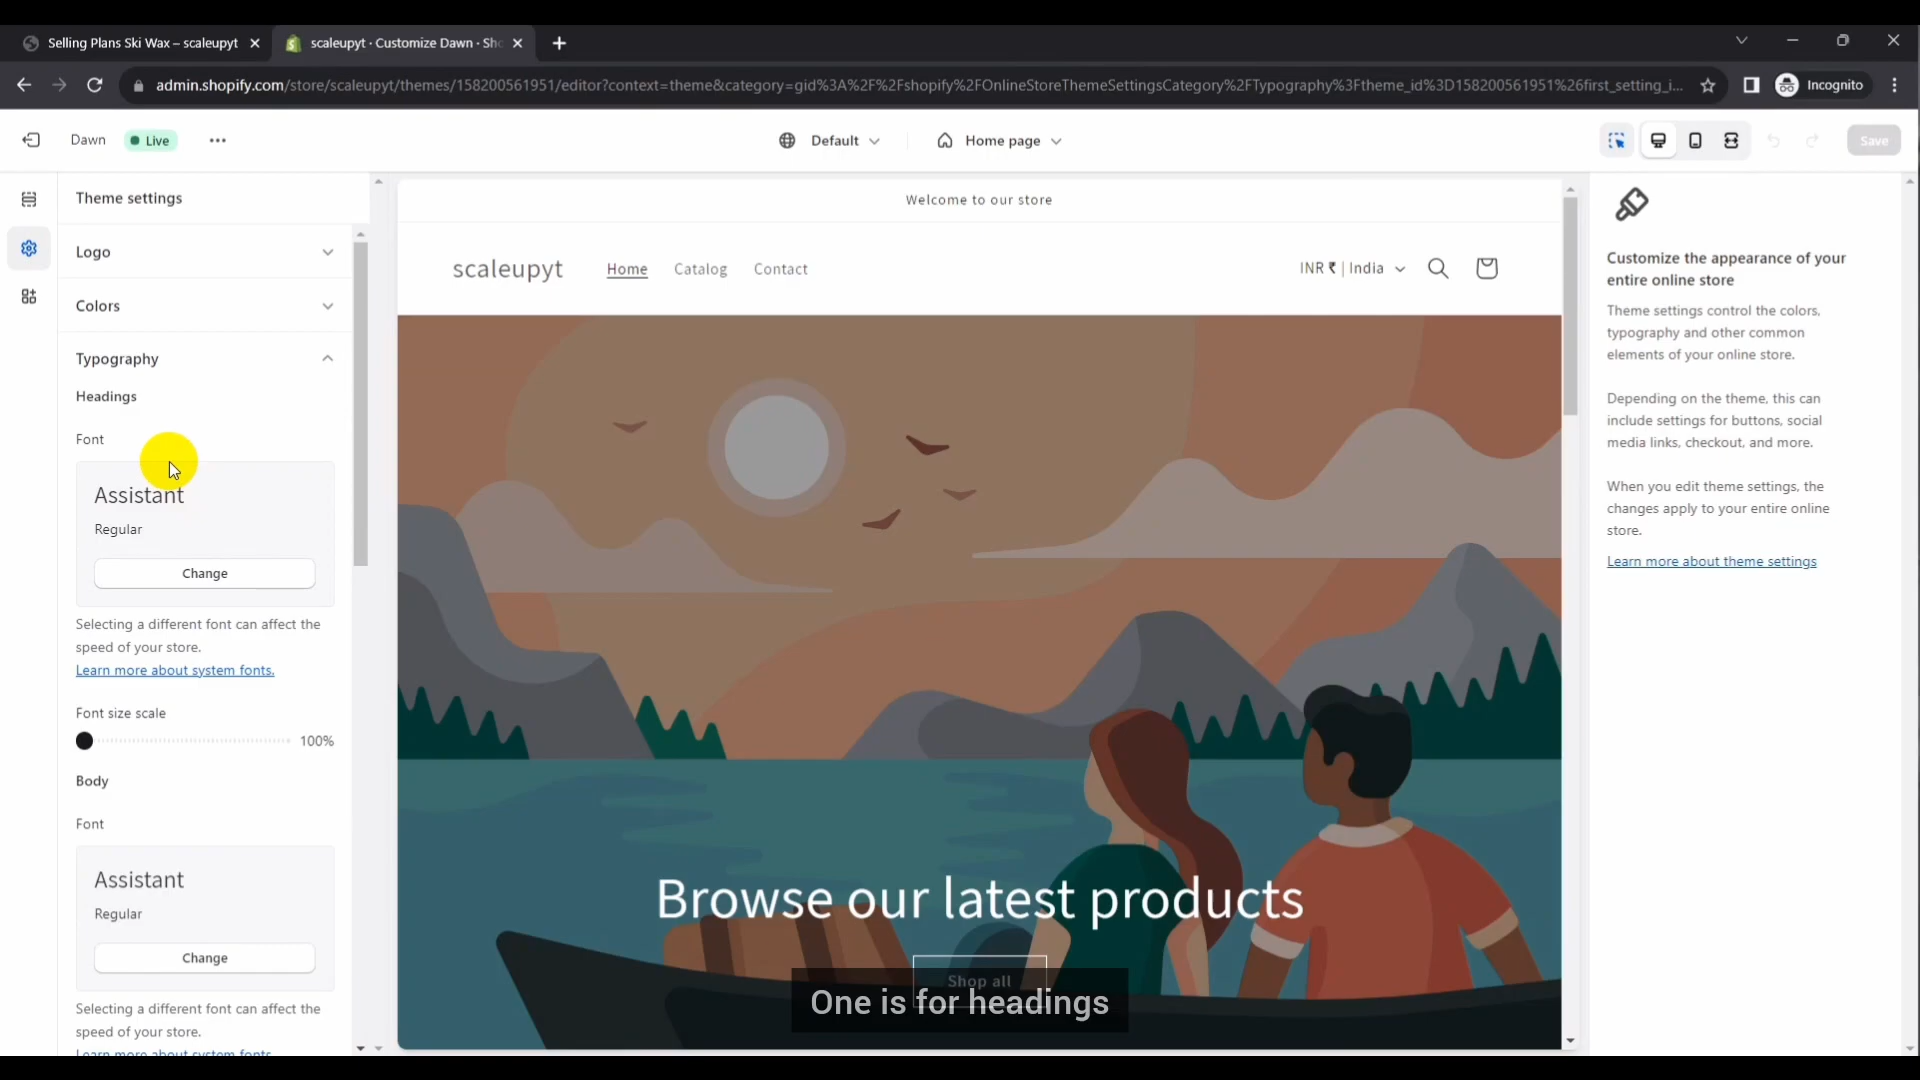 Selling Plans Ski Wax – scaleupyt
scaleupyt · Customize Dawn · Sho
admin.shopify.com/store/scaleupyt/themes/158200561951/editor?context=theme&category=gid%3A%2F%2Fshopify%2FOnlineStoreThemeSettingsCategory%2FTypography%3Ftheme_id%3D158200561951%26first_setting_i...
Incognito
Dawn
Live
Default
Home page
Save
Theme settings
Logo
Colors
Typography
Headings
Font
Assistant
Regular
Change
Selecting a different font can affect the
speed of your store.
Learn more about system fonts.
Font size scale
100%
Body
Font
Assistant
Regular
Change
Selecting a different font can affect the
speed of your store.
Learn more about system fonts.
Welcome to our store
scaleupyt
Home
Catalog
Contact
INR ₹ | India
Browse our latest products
Shop all
One is for headings
Customize the appearance of your
entire online store
Theme settings control the colors,
typography and other common
elements of your online store.
Depending on the theme, this can
include settings for buttons, social
media links, checkout, and more.
When you edit theme settings, the
changes apply to your entire online
store.
Learn more about theme settings